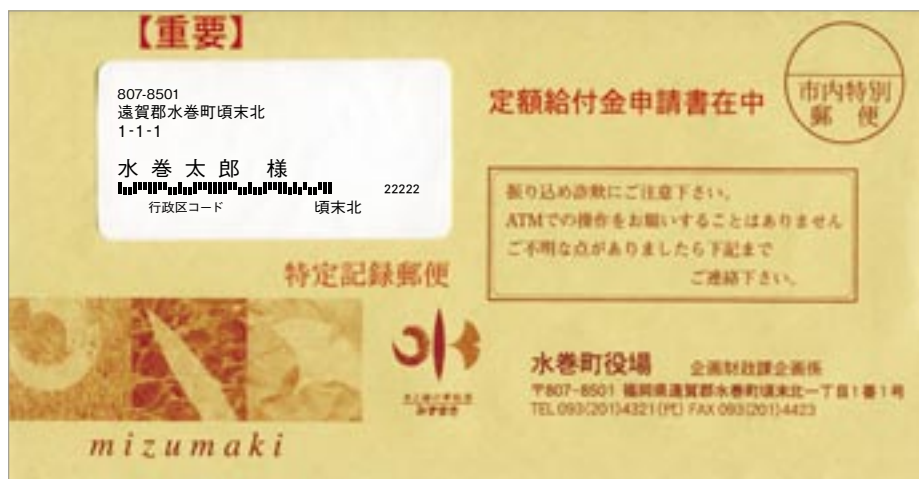 【重要】
807-8501
遠賀郡水巻町頃末北
1-1-1
水巻太郎 様
22222
行政区コード 頃末北
定額給付金申請書在中
市内特別
郵便
振り込め詐欺にご注意下さい。
ATMでの操作をお願いすることはありません
ご不明な点がありましたら下記まで
ご連絡下さい。
特定記録郵便
水巻町役場 企画財政課企画係
〒807-8501 福岡県遠賀郡水巻町頃末北一丁目1番1号
TEL 093(201)4321(代) FAX 093(201)4423
mizumaki